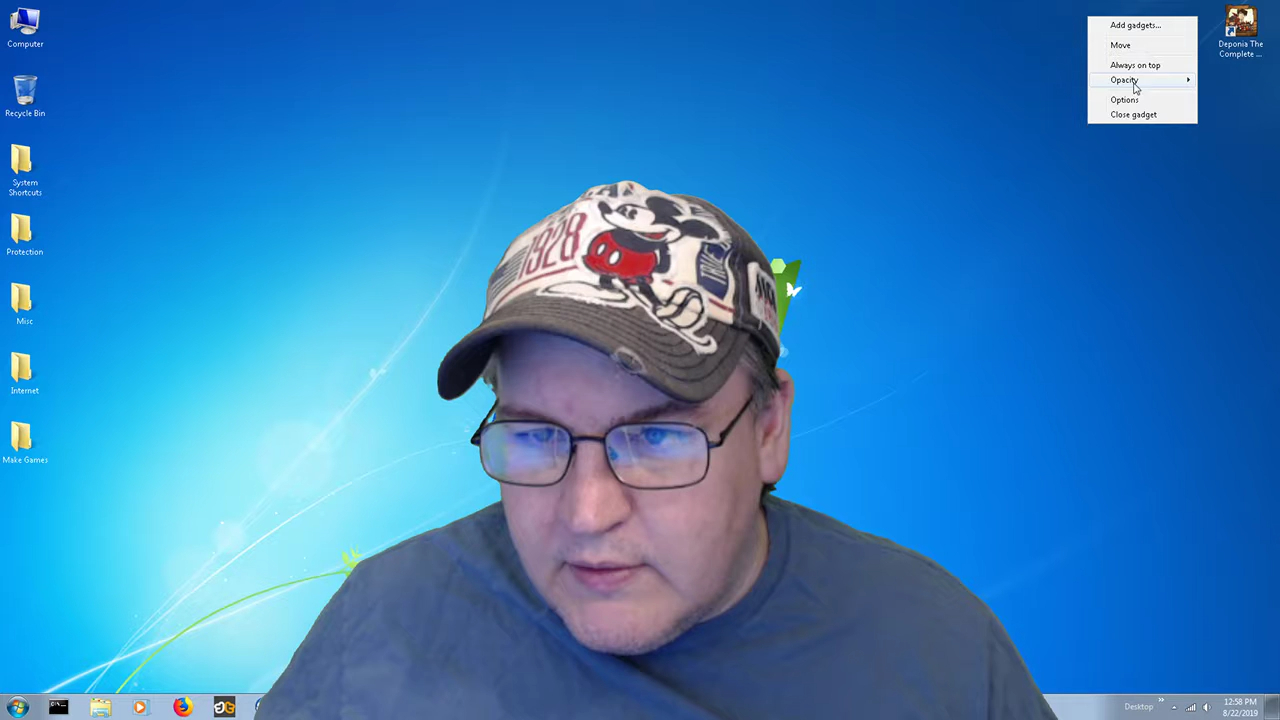 Computer
Recycle Bin
System
Shortcuts
Protection
Misc
Internet
Make Games
Add gadgets...
Move
Always on top
Opacity
Options
Close gadget
Deponia The
Complete ...
1928
Desktop
12:58 PM
8/22/2019